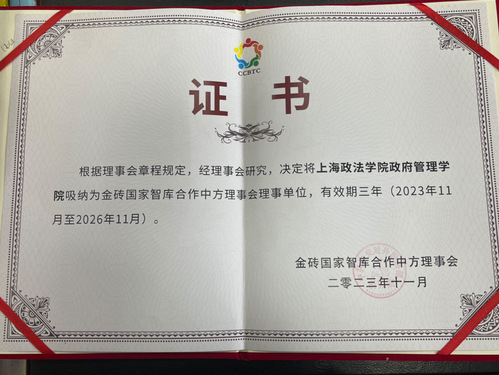 CCBTC
证书
根据理事会章程规定，经理事会研究，决定将上海政法学院政府管理学
院吸纳为金砖国家智库合作中方理事会理事单位，有效期三年（2023年11
月至2026年11月）。
金砖国家智库合作中方理事会
二零二三年十一月